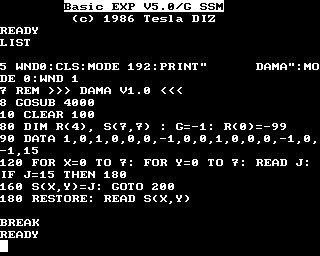 Basic EXP V5.0/G SSM
(c) 1986 Tesla DIZ
READY
LIST
5 WND0:CLS:MODE 192:PRINT"      DAMA":MO
DE 0:WND 1
7 REM >>> DAMA V1.0 <<<
8 GOSUB 4000
10 CLEAR 100
80 DIM R(4), S(7,7) : G=-1: R(0)=-99
90 DATA 1,0,1,0,0,0,-1,0,0,1,0,0,0,-1,0,
-1,15
120 FOR X=0 TO 7: FOR Y=0 TO 7: READ J:
IF J=15 THEN 180
160 S(X,Y)=J: GOTO 200
180 RESTORE: READ S(X,Y)
BREAK
READY